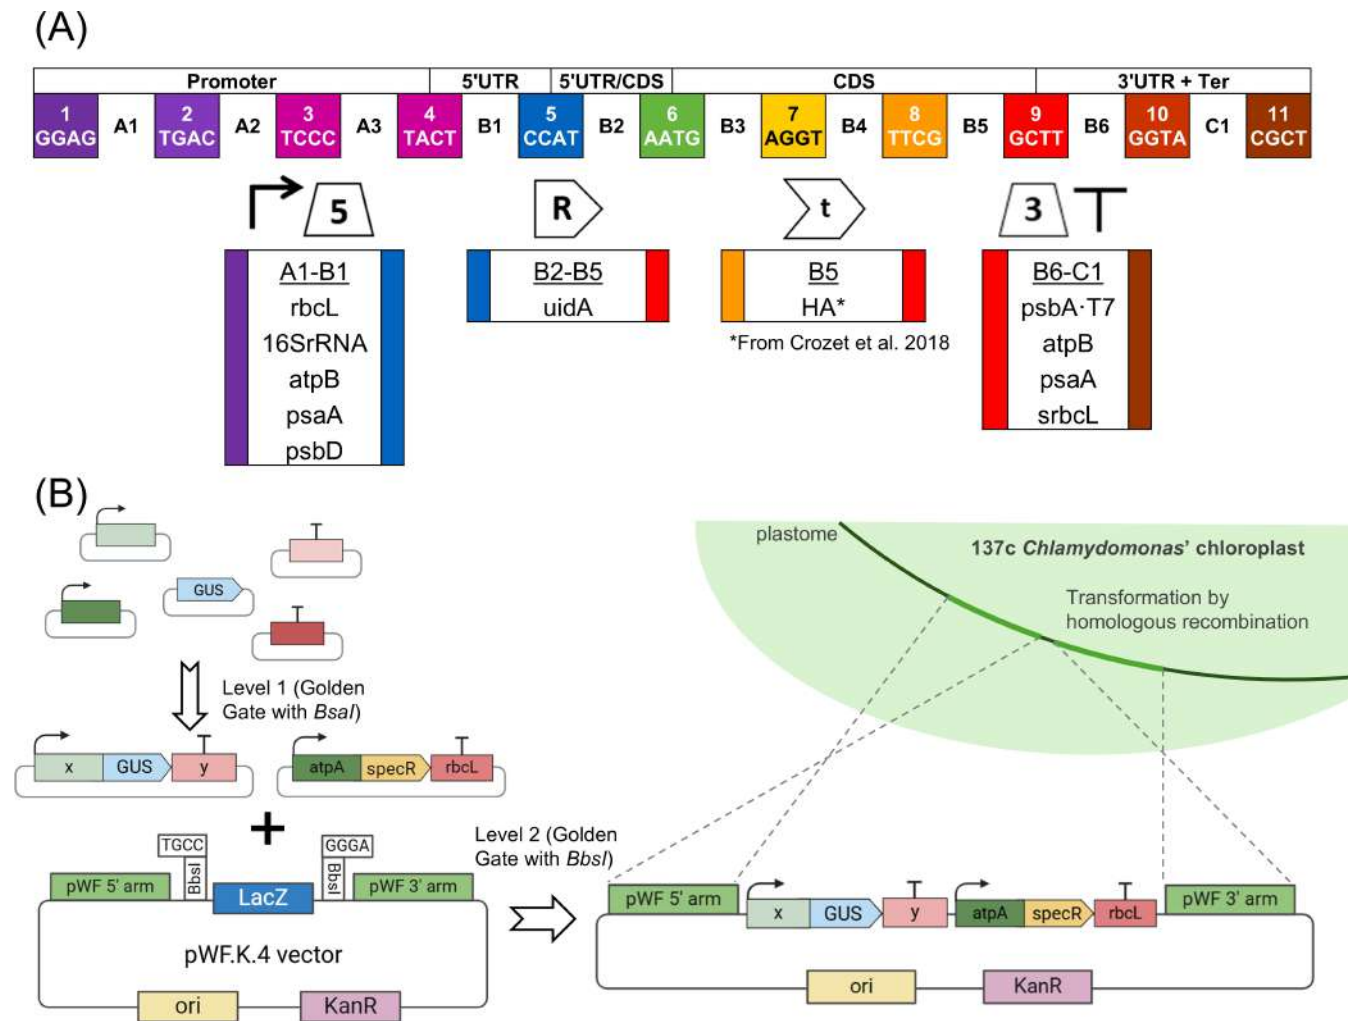 (A)
Promoter 5'UTR 5'UTR/CDS CDS 3'UTR + Ter
1 2 3 4 5 6 7 8 9 10 11
GGAG A1 TGAC A2 TCCC A3 TACT B1 CCAT B2 AATG B3 AGGT B4 TTCG B5 GCTT B6 GGTA C1 CGCT
5 R t 3
A1-B1 B2-B5 B5 B6-C1
rbcL uidA HA* psbA·T7
16SrRNA *From Crozet et al. 2018 atpB
atpB psaA
psaA srbcL
psbD
(B)
GUS
Level 1 (Golden
Gate with BsaI)
x GUS y atpA specR rbcL
+
TGCC GGGA
BbsI BbsI
pWF 5' arm LacZ pWF 3' arm
pWF.K.4 vector
ori KanR
Level 2 (Golden
Gate with BbsI)
plastome
137c Chlamydomonas' chloroplast
Transformation by
homologous recombination
pWF 5' arm x GUS y atpA specR rbcL pWF 3' arm
ori KanR